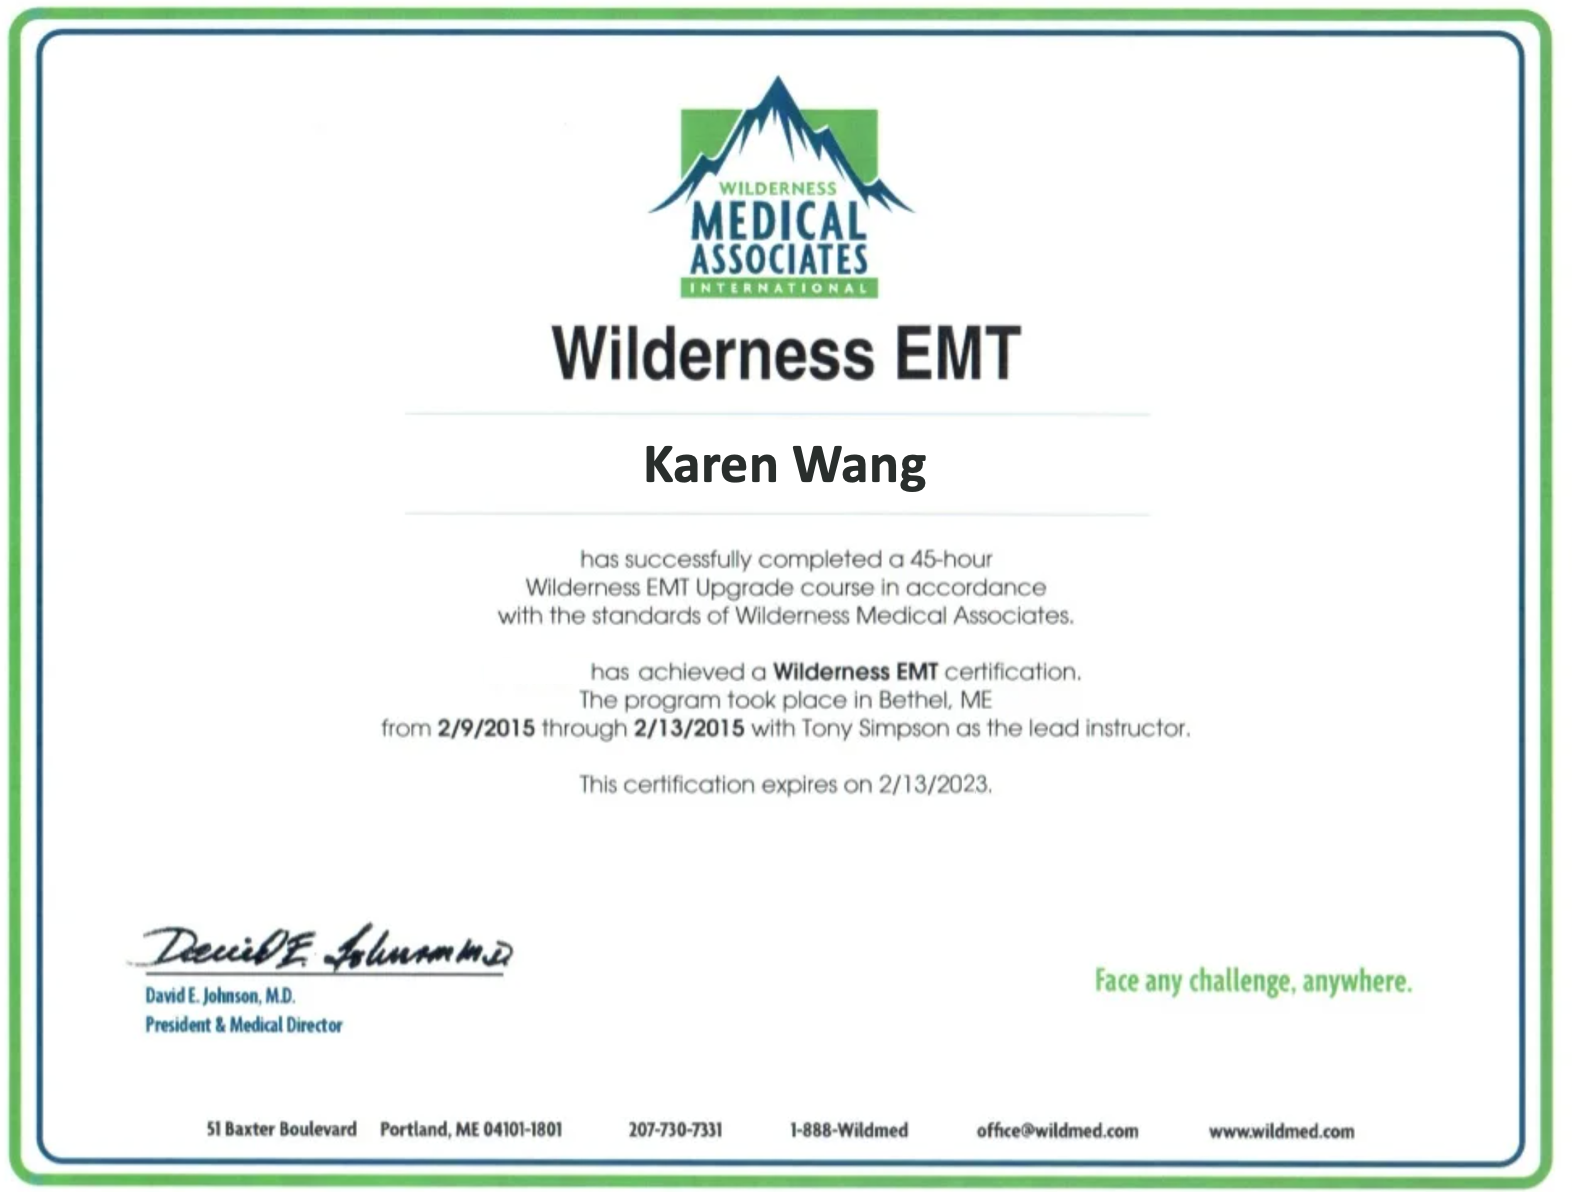 WILDERNESS
MEDICAL
ASSOCIATES
INTERNATIONAL
Wilderness EMT
Karen Wang
has successfully completed a 45-hour
Wilderness EMT Upgrade course in accordance
with the standards of Wilderness Medical Associates.
has achieved a Wilderness EMT certification.
The program took place in Bethel, ME
from 2/9/2015 through 2/13/2015 with Tony Simpson as the lead instructor.
This certification expires on 2/13/2023.
David E. Johnson M.D
David E. Johnson, M.D.
President & Medical Director
Face any challenge, anywhere.
51 Baxter Boulevard Portland, ME 04101-1801 207-730-7331 1-888-Wildmed office@wildmed.com www.wildmed.com